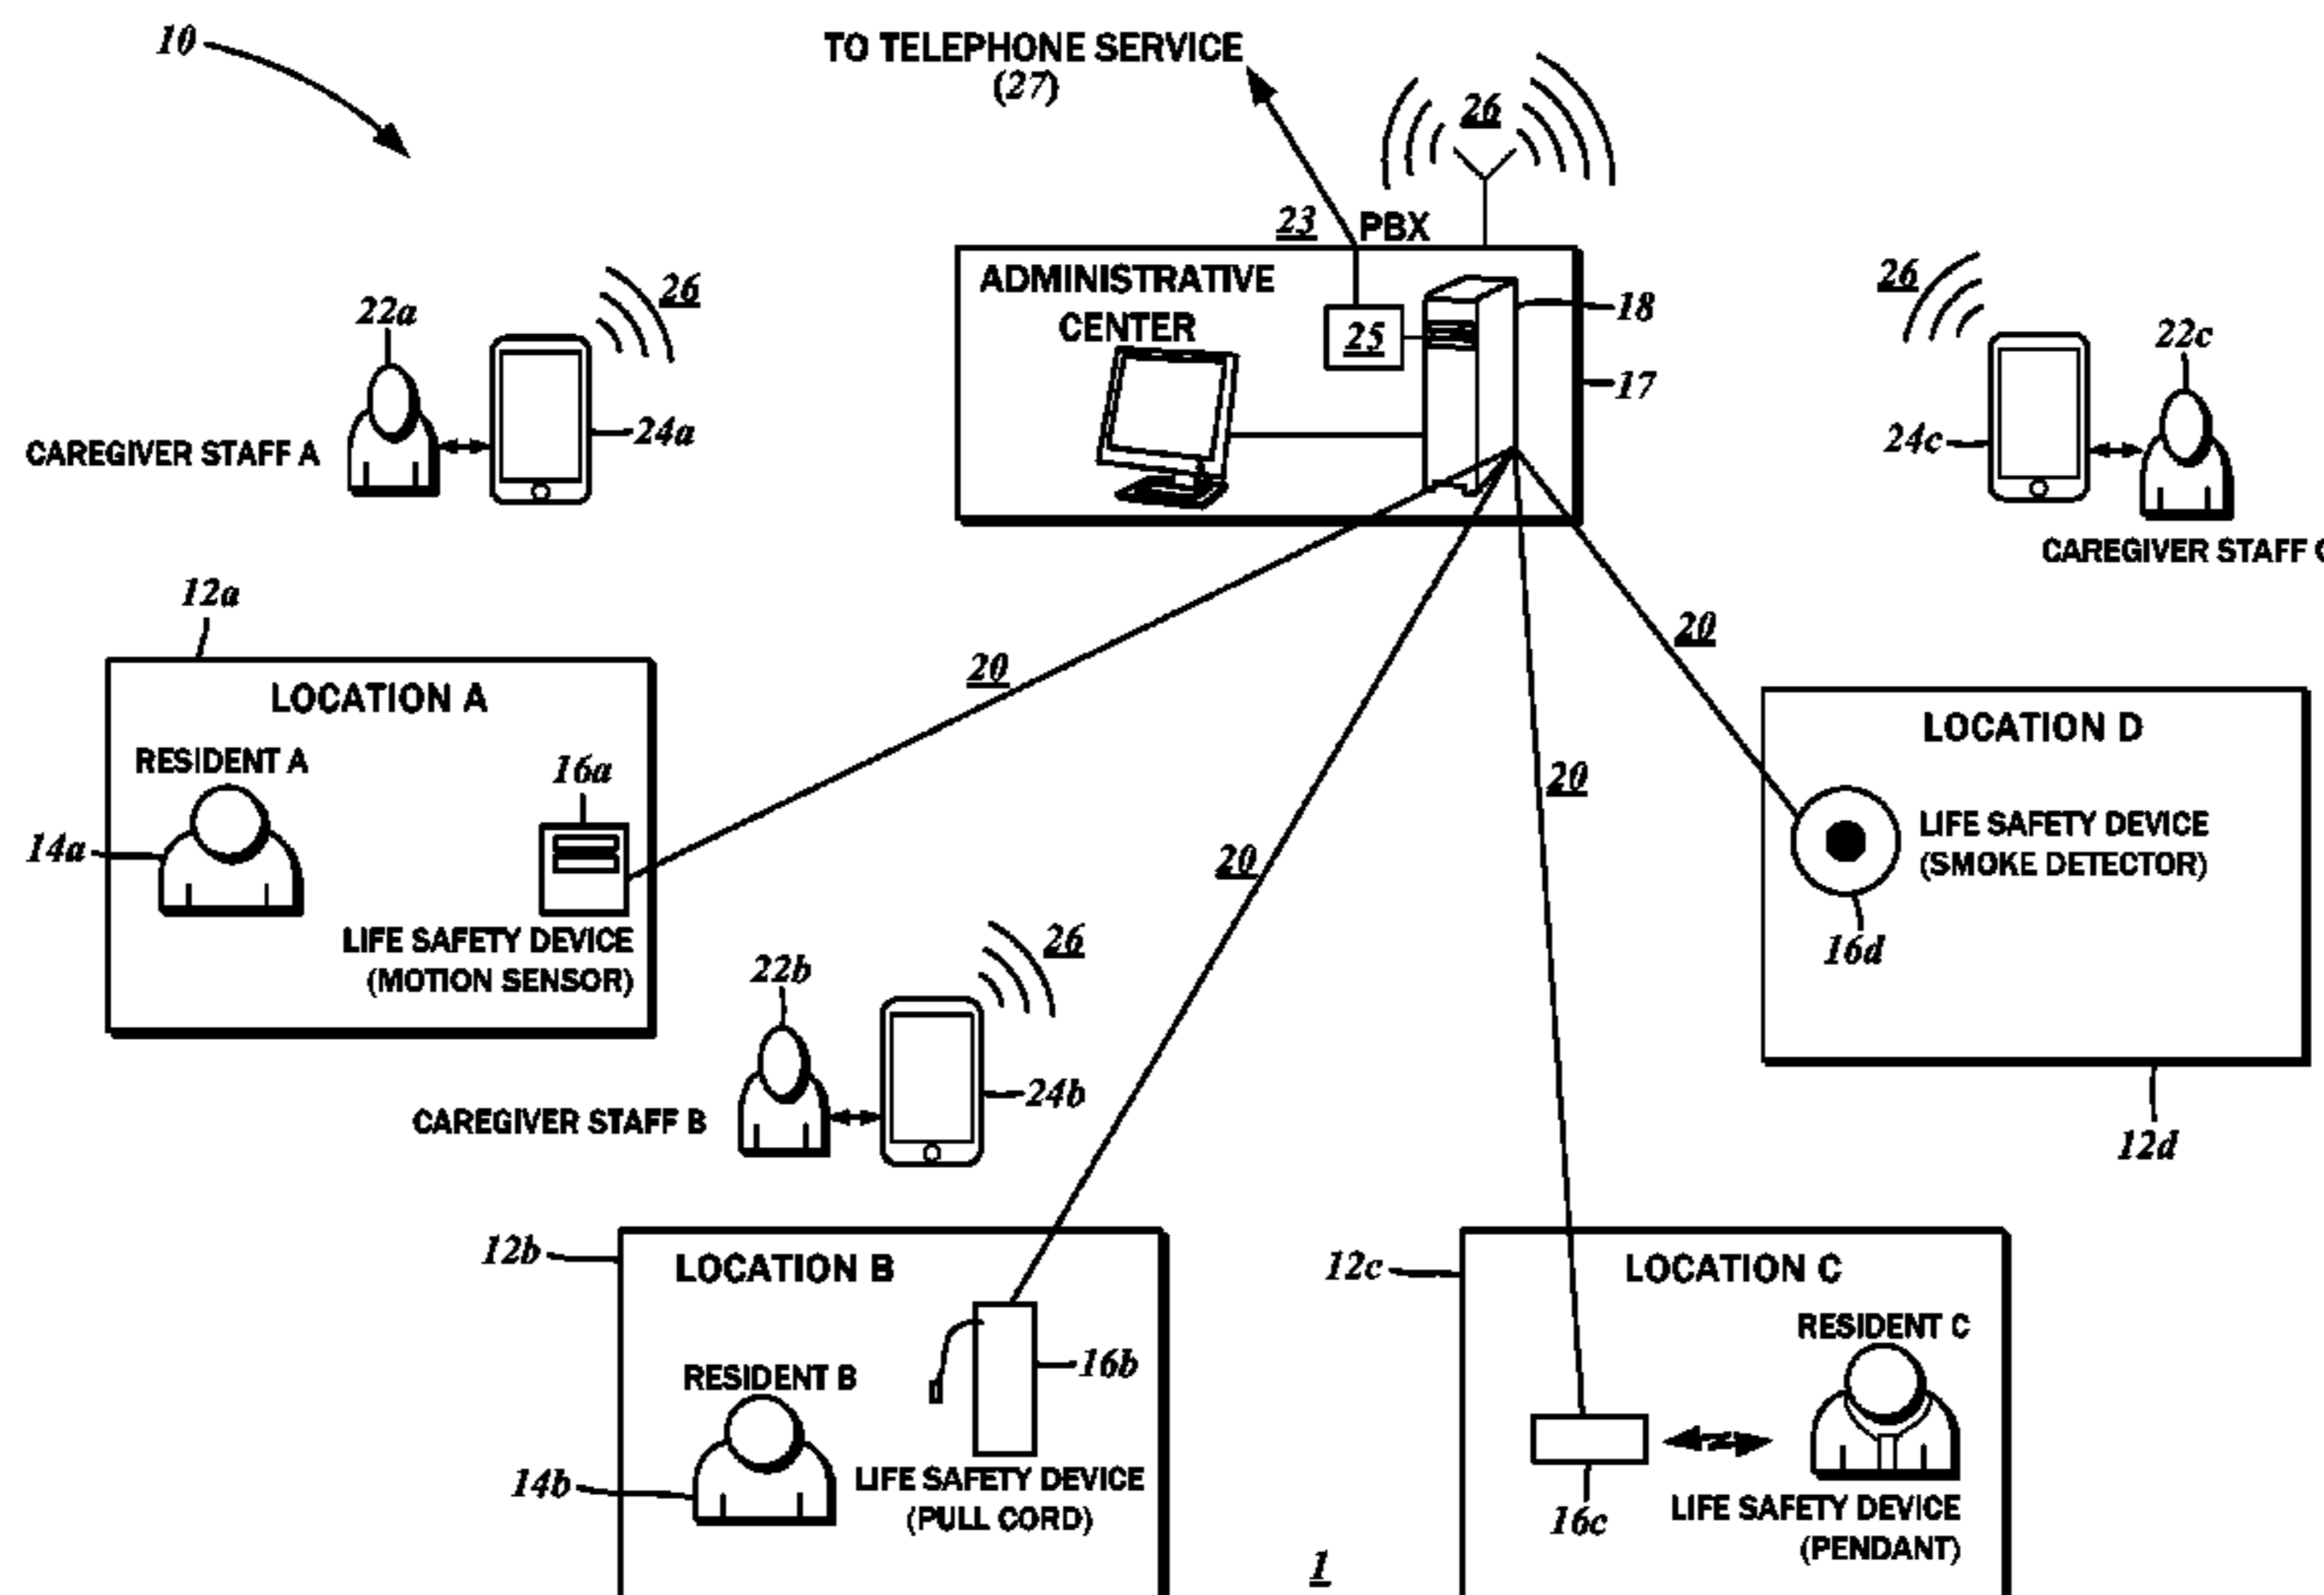 10
TO TELEPHONE SERVICE
(27)
26
23 PBX
ADMINISTRATIVE
CENTER
25
18
17
26
22a
24a
CAREGIVER STAFF A
26
22c
24c
CAREGIVER STAFF
12a
LOCATION A
RESIDENT A
16a
14a
LIFE SAFETY DEVICE
(MOTION SENSOR)
20
20
20
20
LOCATION D
LIFE SAFETY DEVICE
(SMOKE DETECTOR)
16d
12d
26
22b
24b
CAREGIVER STAFF B
12b
LOCATION B
16b
RESIDENT B
14b
LIFE SAFETY DEVICE
(PULL CORD)
12c
LOCATION C
RESIDENT C
16c
LIFE SAFETY DEVICE
(PENDANT)
1